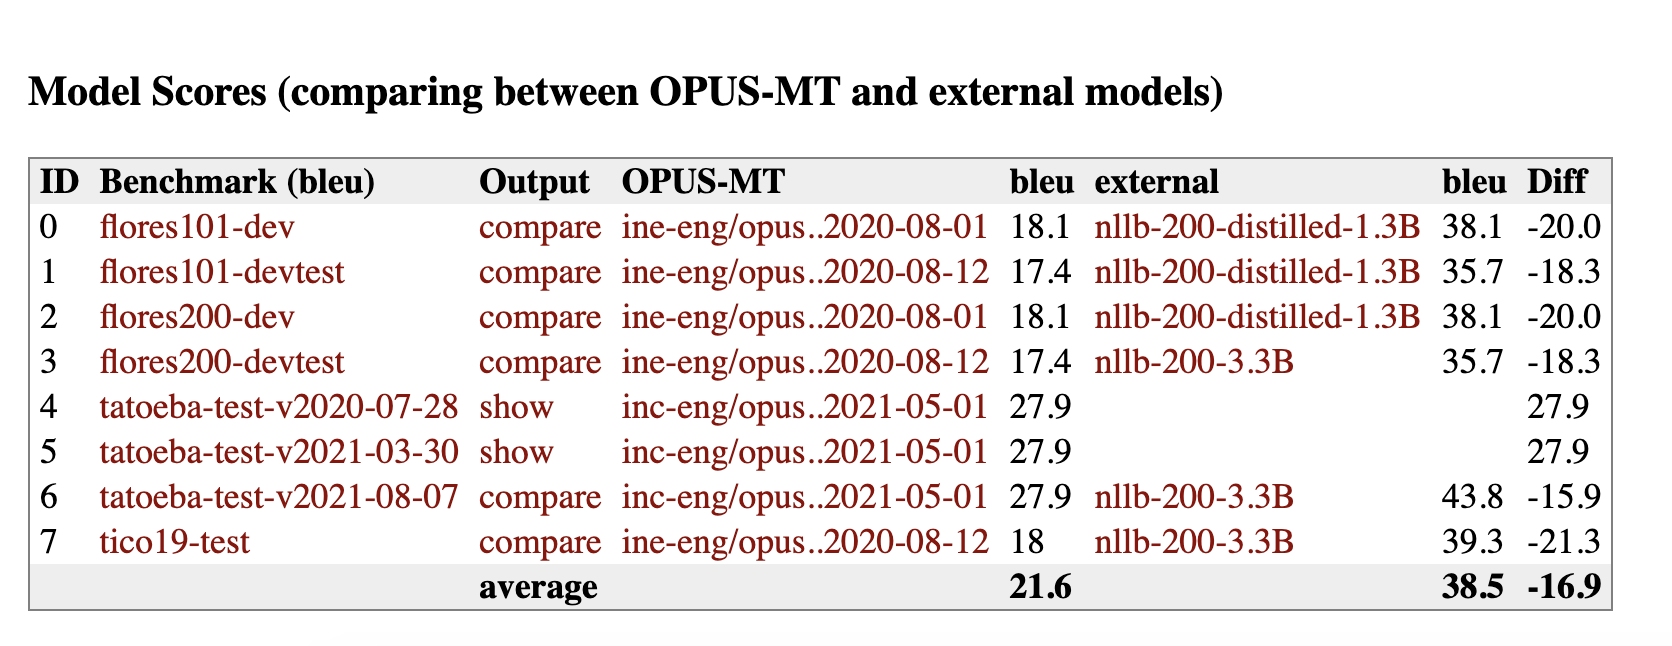 Model Scores (comparing between OPUS-MT and external models)
ID Benchmark (bleu) Output OPUS-MT bleu external bleu Diff
0 flores101-dev compare ine-eng/opus..2020-08-01 18.1 nllb-200-distilled-1.3B 38.1 -20.0
1 flores101-devtest compare ine-eng/opus..2020-08-12 17.4 nllb-200-distilled-1.3B 35.7 -18.3
2 flores200-dev compare ine-eng/opus..2020-08-01 18.1 nllb-200-distilled-1.3B 38.1 -20.0
3 flores200-devtest compare ine-eng/opus..2020-08-12 17.4 nllb-200-3.3B 35.7 -18.3
4 tatoeba-test-v2020-07-28 show inc-eng/opus..2021-05-01 27.9 27.9
5 tatoeba-test-v2021-03-30 show inc-eng/opus..2021-05-01 27.9 27.9
6 tatoeba-test-v2021-08-07 compare inc-eng/opus..2021-05-01 27.9 nllb-200-3.3B 43.8 -15.9
7 tico19-test compare ine-eng/opus..2020-08-12 18 nllb-200-3.3B 39.3 -21.3
average 21.6 38.5 -16.9